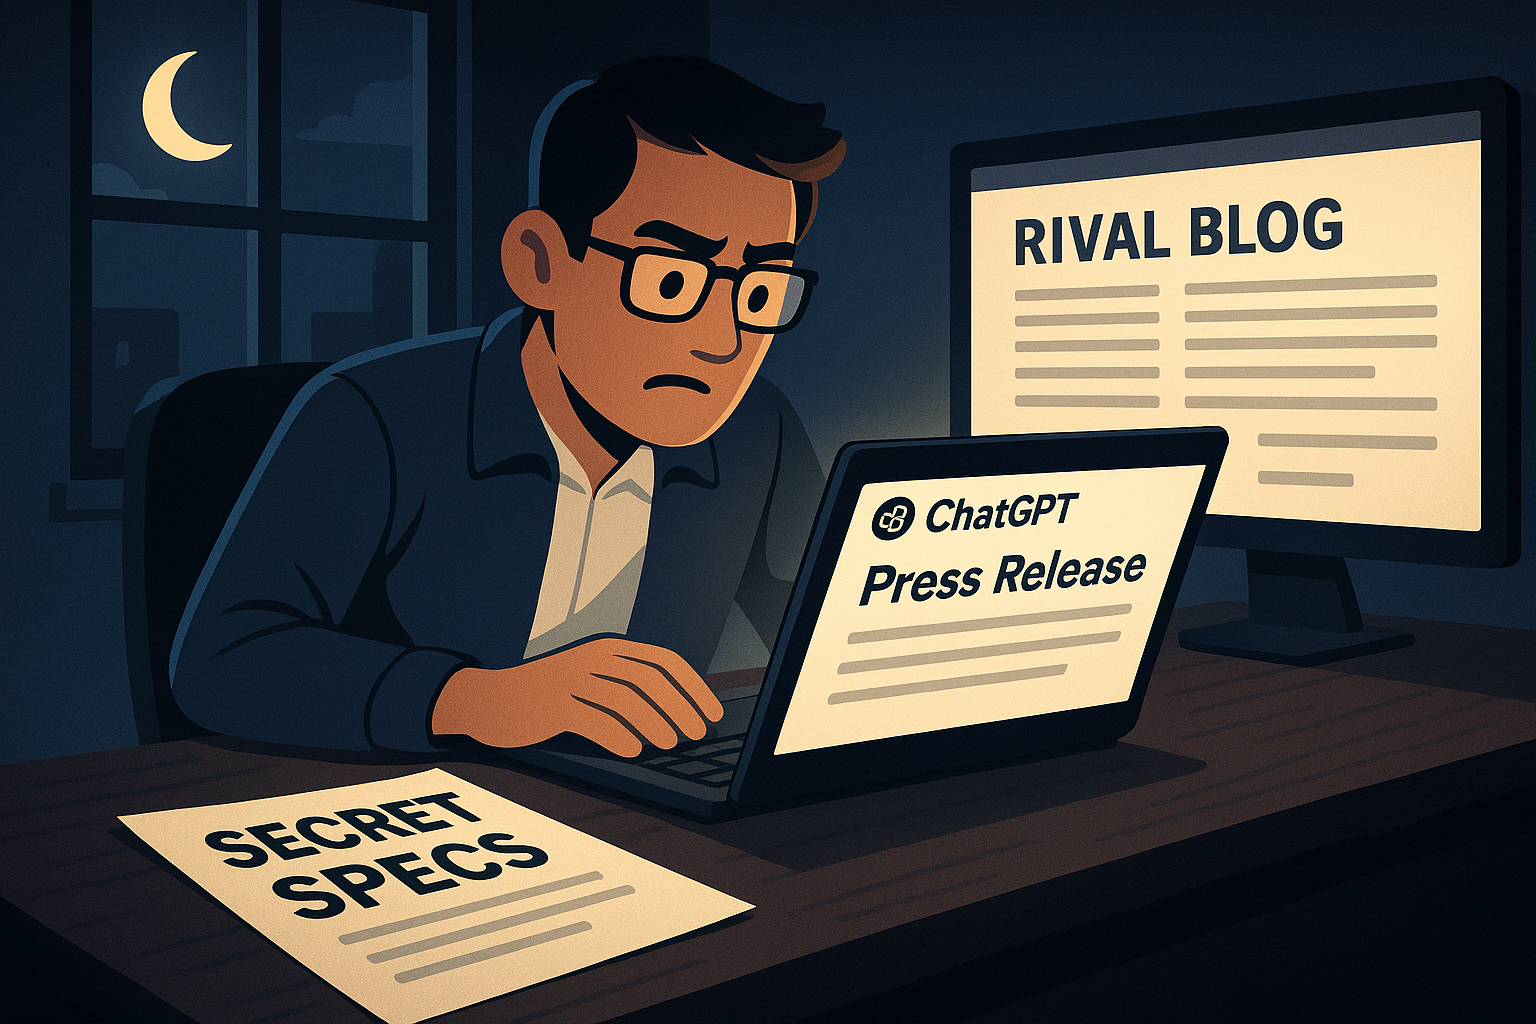 RIVAL BLOG
ChatGPT
Press Release
SECRET
SPECS